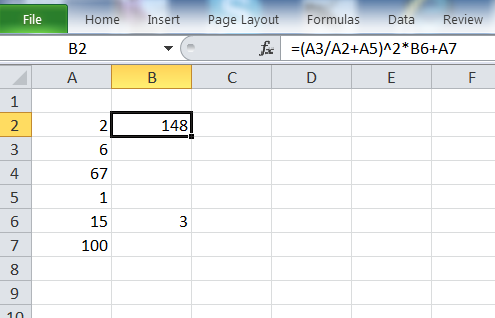 File Home Insert Page Layout Formulas Data Review
B2 fx =(A3/A2+A5)^2*B6+A7
A B C D E F
1
2 2 148
3 6
4 67
5 1
6 15 3
7 100
8
9
10